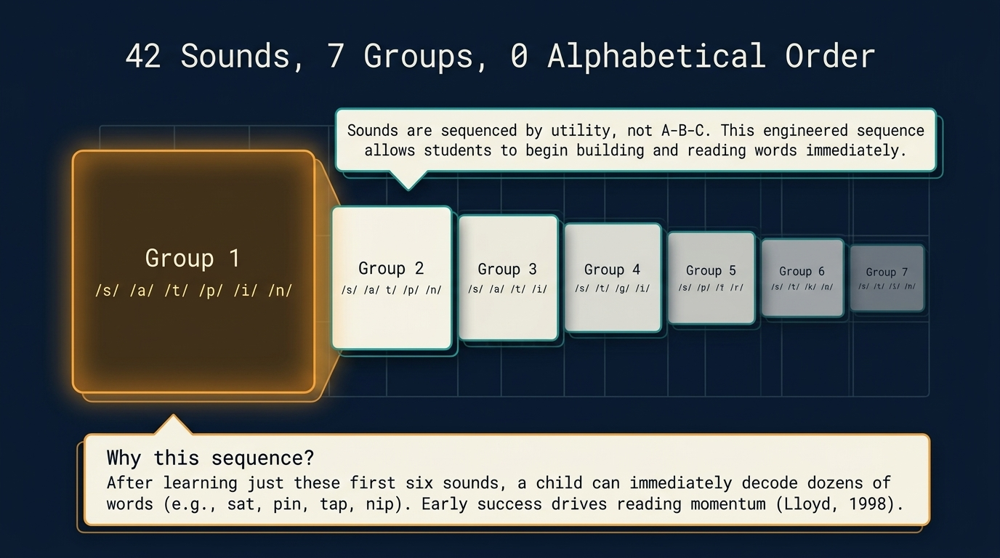 42 Sounds, 7 Groups, 0 Alphabetical Order
Sounds are sequenced by utility, not A-B-C. This engineered sequence
allows students to begin building and reading words immediately.
Group 1
/s/ /a/ /t/ /p/ /i/ /n/
Group 2
/s/ /a/ t/ /p/ /n/
Group 3
/s/ /a/ /t/ /i/
Group 4
/s/ /t/ /g/ /i/
Group 5
/s/ /p/ /r/
Group 6
/s/ /t/ /k/ /n/
Group 7
/s/ /t/ /n/
Why this sequence?
After learning just these first six sounds, a child can immediately decode dozens of
words (e.g., sat, pin, tap, nip). Early success drives reading momentum (Lloyd, 1998).